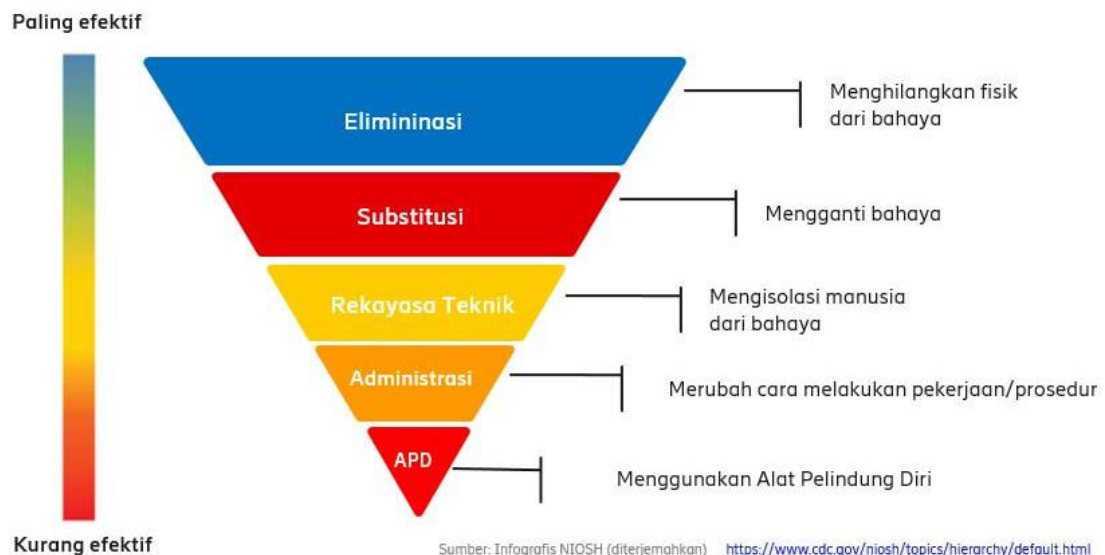 Paling efektif
Elimininasi
Menghilangkan fisik
dari bahaya
Substitusi
Mengganti bahaya
Rekayasa Teknik
Mengisolasi manusia
dari bahaya
Administrasi
Merubah cara melakukan pekerjaan/prosedur
APD
Menggunakan Alat Pelindung Diri
Kurang efektif
Sumber: Infografis NIOSH (diterjemahkan) https://www.cdc.gov/niosh/topics/hierarchy/default.html